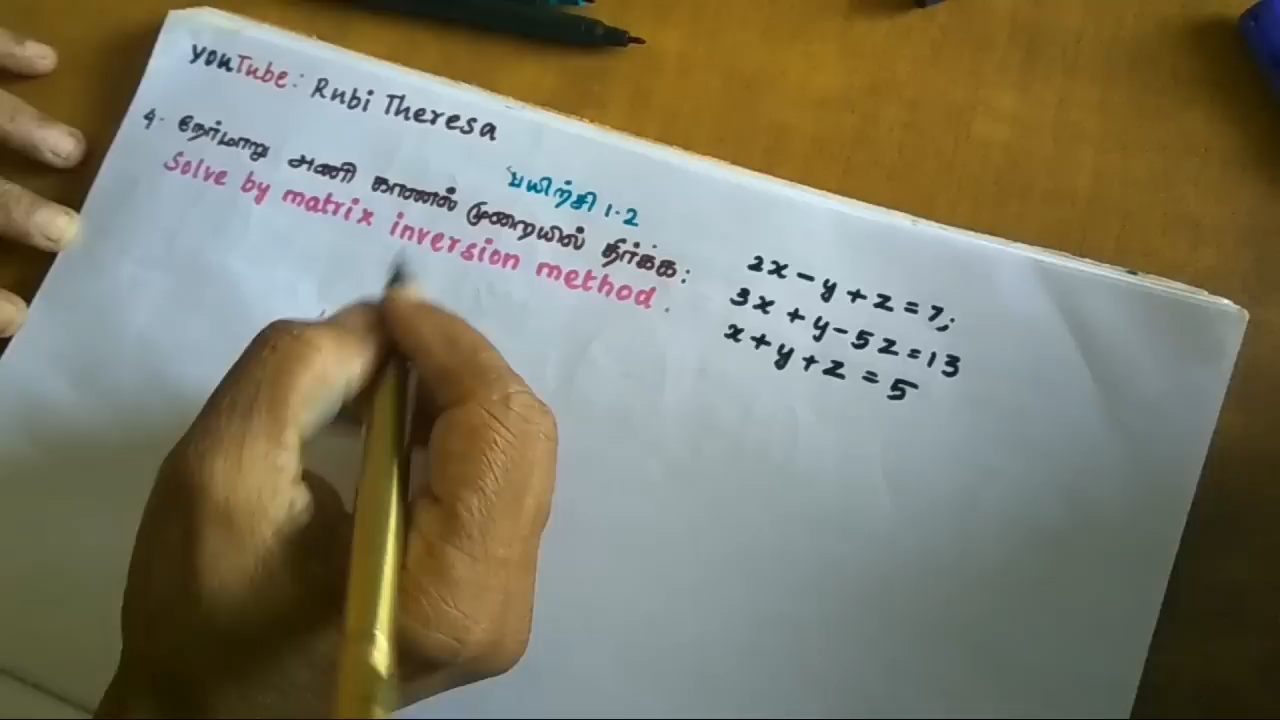 YouTube: Rubi Theresa
பயிற்சி 1.2
4. நேர்மாறு அணி காணல் முறையில் தீர்க்க:
Solve by matrix inversion method.
2x - y + z = 7;
3x + y - 5z = 13
x + y + z = 5